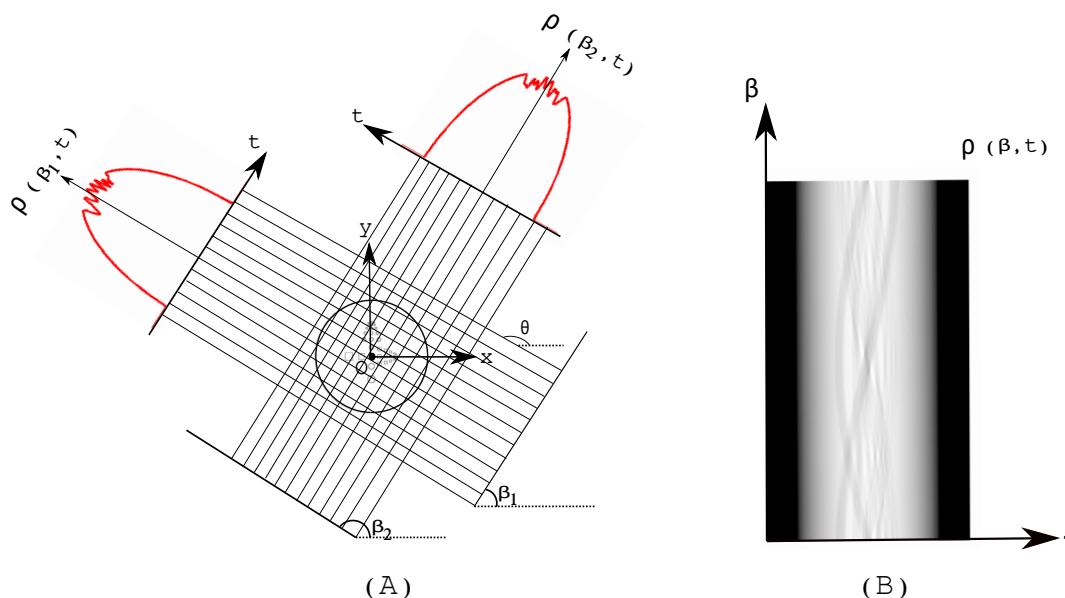 ρ (β₂, t)
t
ρ (β₁, t)
t
y
θ
x
O
β₁
β₂
(A)
β
ρ (β, t)
(B)